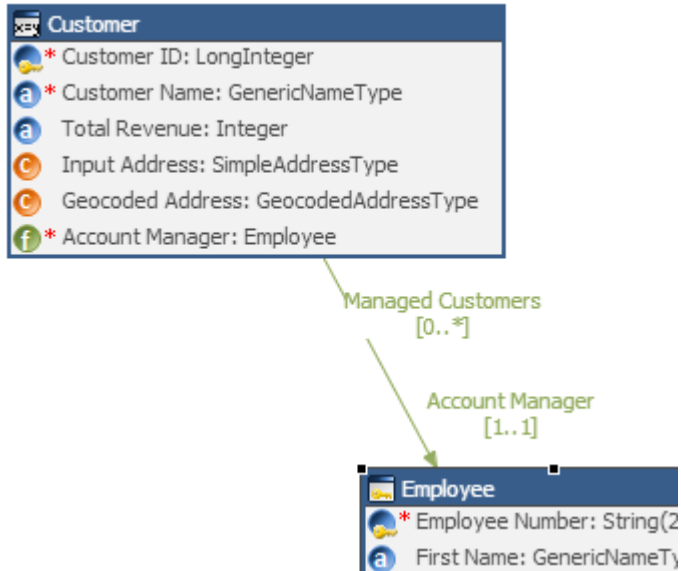 Customer
* Customer ID: LongInteger
* Customer Name: GenericNameType
Total Revenue: Integer
Input Address: SimpleAddressType
Geocoded Address: GeocodedAddressType
* Account Manager: Employee
Managed Customers
[0..*]
Account Manager
[1..1]
Employee
* Employee Number: String(2
First Name: GenericNameTy